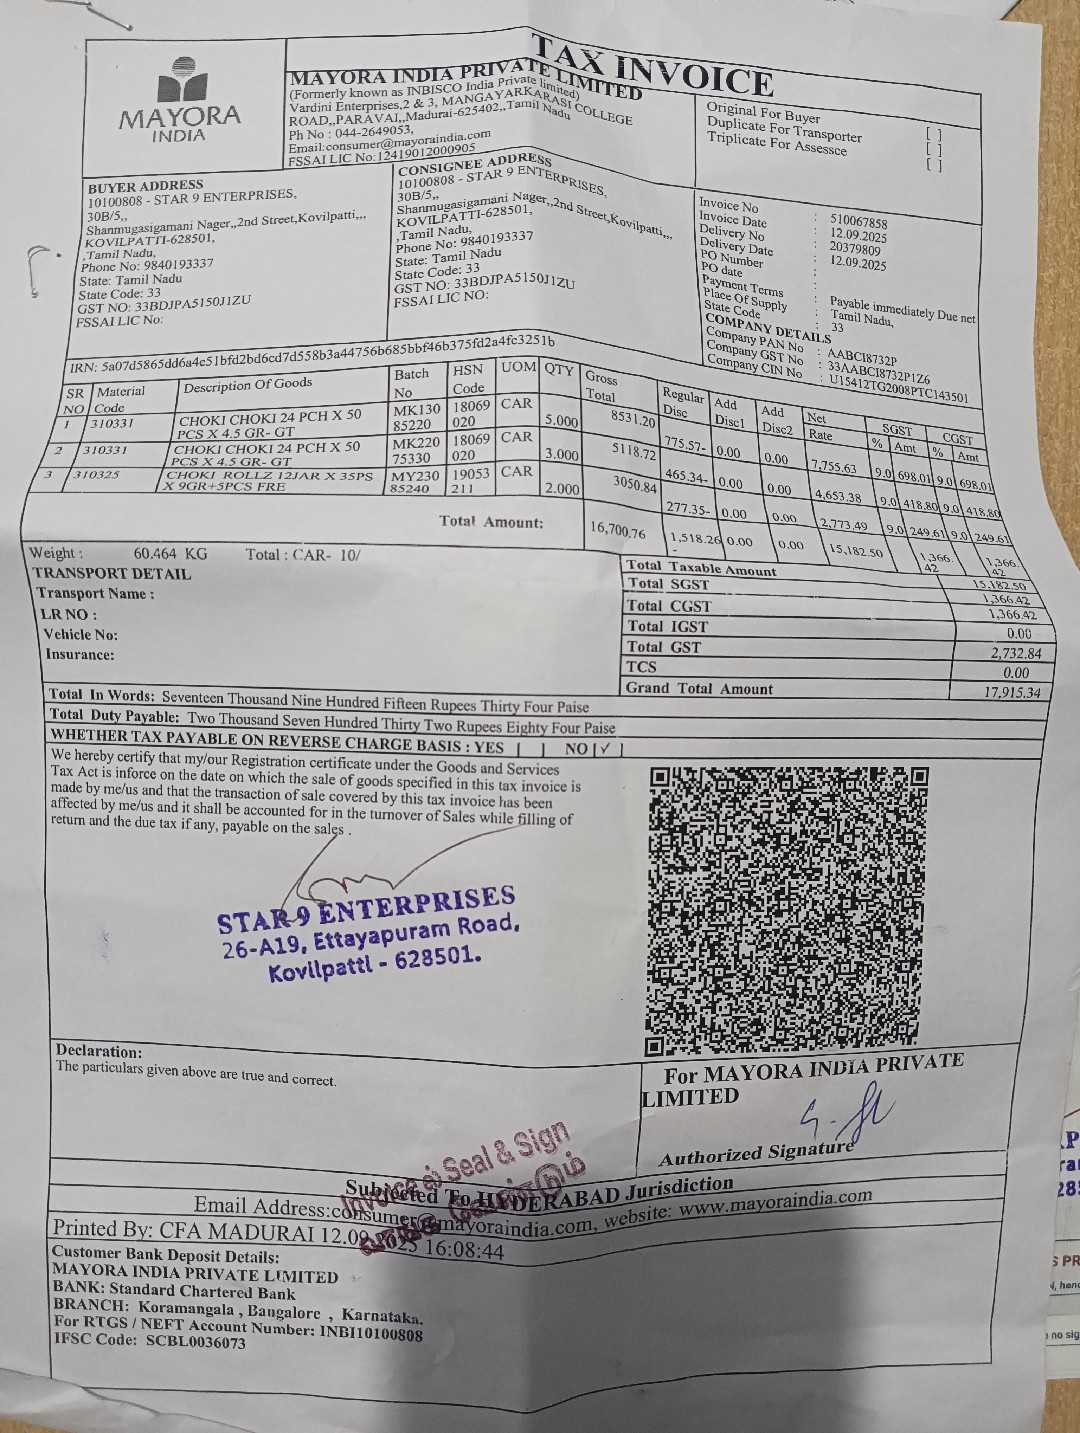 TAX INVOICE
MAYORA
INDIA
MAYORA INDIA PRIVATE LIMITED
(Formerly known as INBISCO India Private limited)
Vardini Enterprises,2 & 3, MANGAYARKARASI COLLEGE
ROAD,,PARAVAI,,Madurai-625402,,Tamil Nadu
Ph No : 044-2649053,
Email:consumer@mayoraindia.com
FSSAI LIC No:12419012000905
Original For Buyer [ ]
Duplicate For Transporter [ ]
Triplicate For Assessce [ ]
BUYER ADDRESS
10100808 - STAR 9 ENTERPRISES,
30B/5,,
Shanmugasigamani Nager,,2nd Street,Kovilpatti,,,
KOVILPATTI-628501,
,Tamil Nadu,
Phone No: 9840193337
State: Tamil Nadu
State Code: 33
GST NO: 33BDJPA5150J1ZU
FSSAI LIC No:
CONSIGNEE ADDRESS
10100808 - STAR 9 ENTERPRISES,
30B/5,,
Shanmugasigamani Nager,,2nd Street,Kovilpatti,,,
KOVILPATTI-628501,
,Tamil Nadu,
Phone No: 9840193337
State: Tamil Nadu
State Code: 33
GST NO: 33BDJPA5150J1ZU
FSSAI LIC NO:
Invoice No : 510067858
Invoice Date : 12.09.2025
Delivery No : 20379809
Delivery Date : 12.09.2025
PO Number :
PO date :
Payment Terms : Payable immediately Due net
Place Of Supply : Tamil Nadu,
State Code : 33
COMPANY DETAILS
Company PAN No : AABCI8732P
Company GST No : 33AABCI8732P1Z6
Company CIN No : U15412TG2008PTC143501
IRN: 5a07d5865dd6a4e51bfd2bd6cd7d558b3a44756b685bbf46b375fd2a4fc3251b
SR NO Material Code Description Of Goods Batch No HSN Code UOM QTY Gross Total Regular Disc Add Disc1 Add Disc2 Net Rate SGST % Amt CGST % Amt
1 310331 CHOKI CHOKI 24 PCH X 50 PCS X 4.5 GR- GT MK130 85220 18069 020 CAR 5.000 8531.20 775.57- 0.00 0.00 7,755.63 9.0 698.01 9.0 698.01
2 310331 CHOKI CHOKI 24 PCH X 50 PCS X 4.5 GR- GT MK220 75330 18069 020 CAR 3.000 5118.72 465.34- 0.00 0.00 4,653.38 9.0 418.80 9.0 418.80
3 310325 CHOKI ROLLZ 12JAR X 35PS X 9GR+5PCS FRE MY230 85240 19053 211 CAR 2.000 3050.84 277.35- 0.00 0.00 2,773.49 9.0 249.61 9.0 249.61
Total Amount: 16,700.76 1,518.26- 0.00 0.00 15,182.50 1,366.42 1,366.42
Weight : 60.464 KG Total : CAR- 10/
TRANSPORT DETAIL
Transport Name :
LR NO :
Vehicle No:
Insurance:
Total Taxable Amount 15,182.50
Total SGST 1,366.42
Total CGST 1,366.42
Total IGST 0.00
Total GST 2,732.84
TCS 0.00
Grand Total Amount 17,915.34
Total In Words: Seventeen Thousand Nine Hundred Fifteen Rupees Thirty Four Paise
Total Duty Payable: Two Thousand Seven Hundred Thirty Two Rupees Eighty Four Paise
WHETHER TAX PAYABLE ON REVERSE CHARGE BASIS : YES [ ] NO [✓]
We hereby certify that my/our Registration certificate under the Goods and Services
Tax Act is inforce on the date on which the sale of goods specified in this tax invoice is
made by me/us and that the transaction of sale covered by this tax invoice has been
affected by me/us and it shall be accounted for in the turnover of Sales while filling of
return and the due tax if any, payable on the sales .
STAR 9 ENTERPRISES
26-A19, Ettayapuram Road,
Kovilpatti - 628501.
Declaration:
The particulars given above are true and correct.
For MAYORA INDIA PRIVATE
LIMITED
Authorized Signature
Invoice ல் Seal & Sign
வேண்டும்
Subjected To HYDERABAD Jurisdiction
Email Address:consumer@mayoraindia.com, website: www.mayoraindia.com
Printed By: CFA MADURAI 12.09.2025 16:08:44
Customer Bank Deposit Details:
MAYORA INDIA PRIVATE LIMITED
BANK: Standard Chartered Bank
BRANCH: Koramangala , Bangalore , Karnataka.
For RTGS / NEFT Account Number: INBI10100808
IFSC Code: SCBL0036073